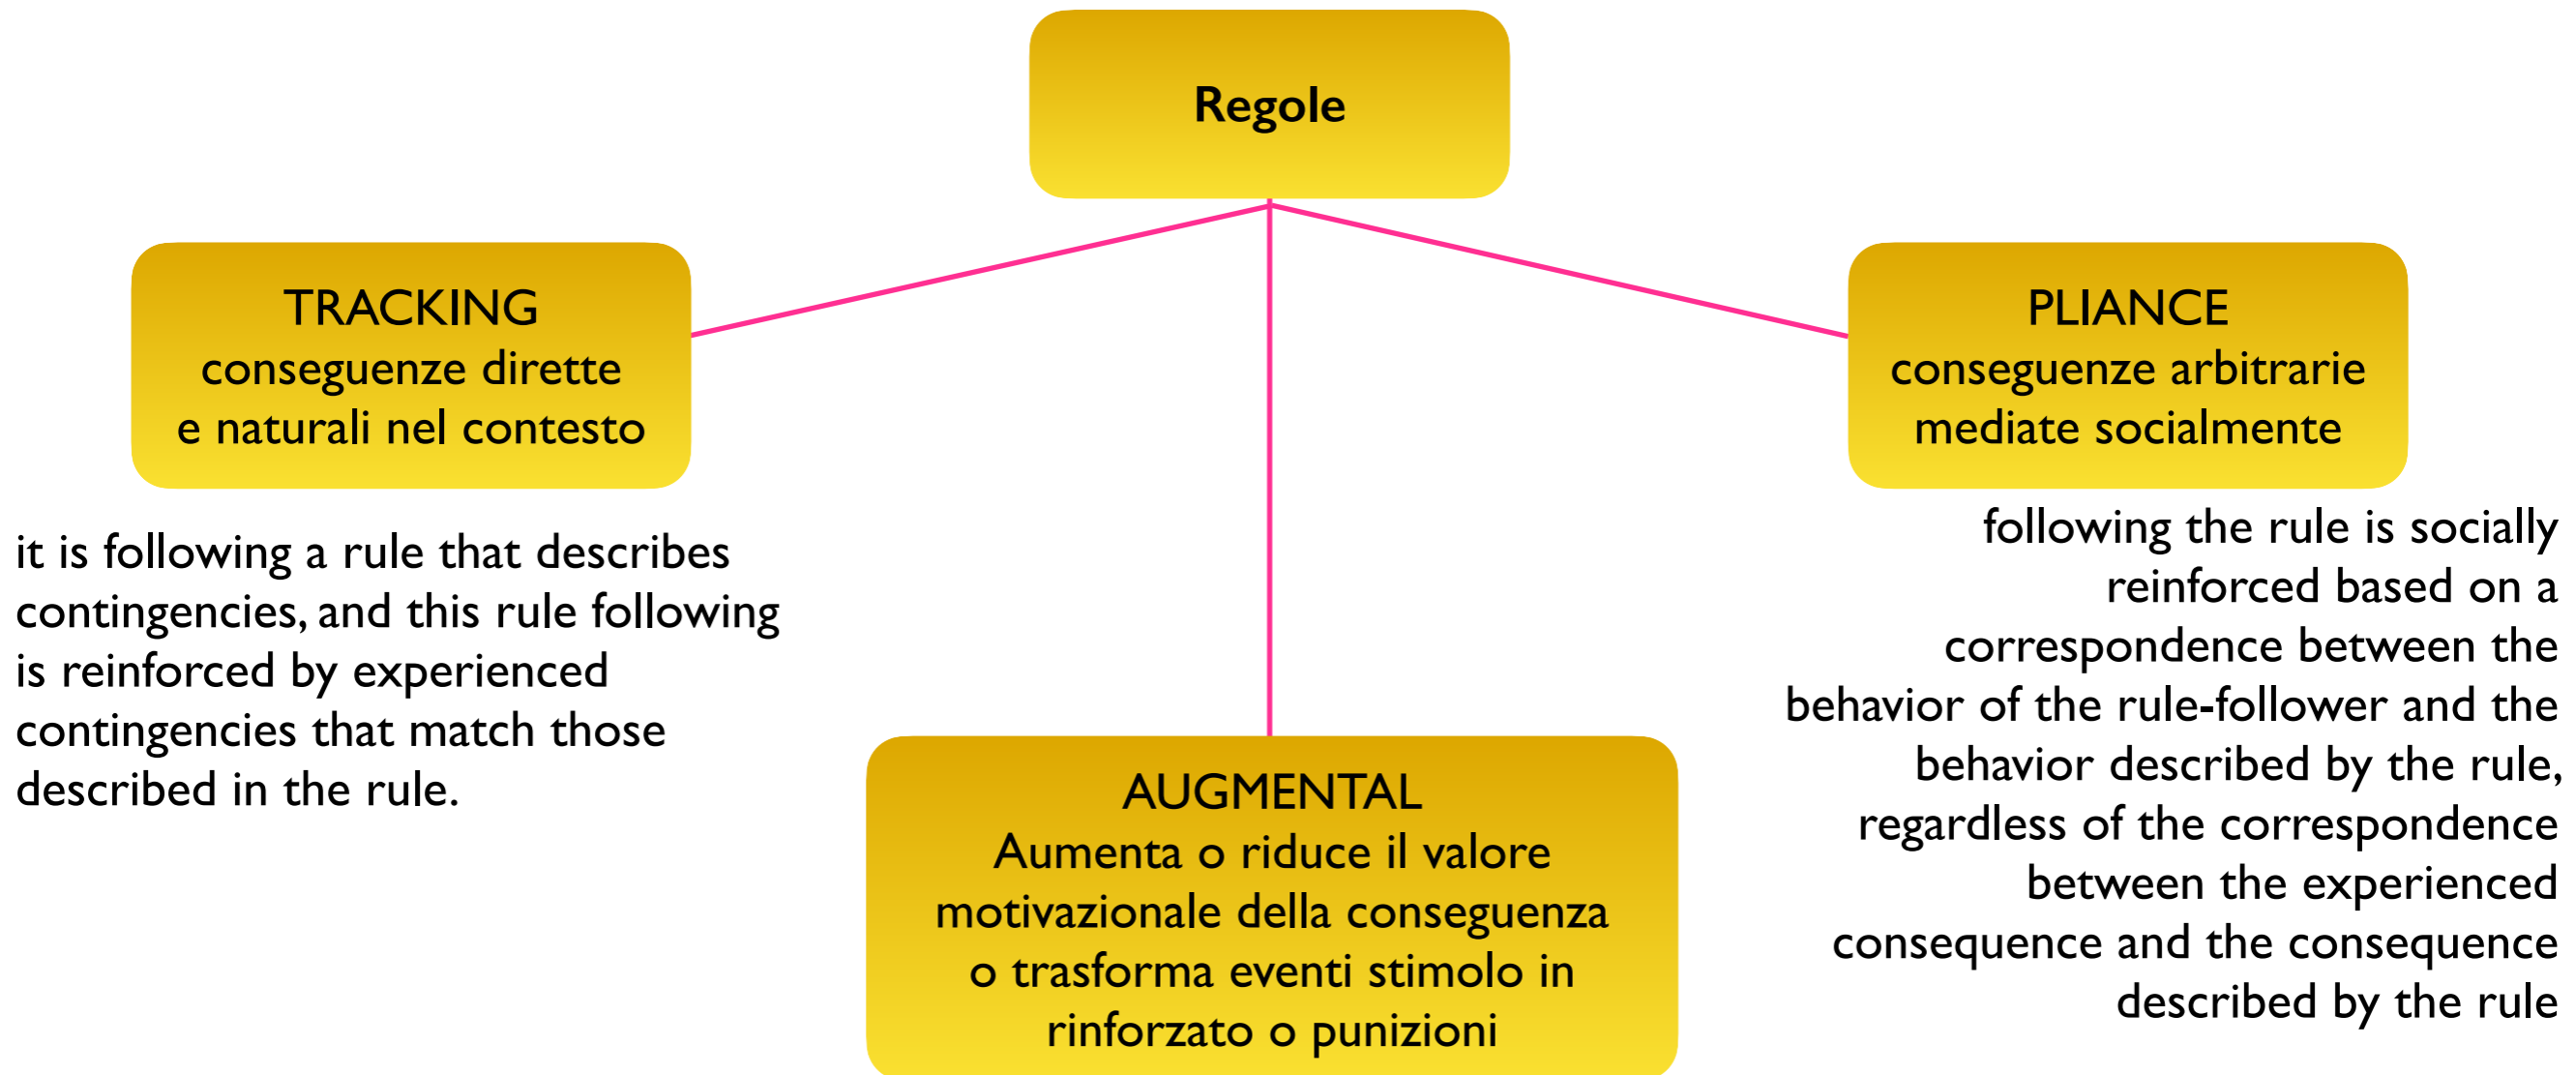 Regole
TRACKING
conseguenze dirette
e naturali nel contesto
it is following a rule that describes
contingencies, and this rule following
is reinforced by experienced
contingencies that match those
described in the rule.
AUGMENTAL
Aumenta o riduce il valore
motivazionale della conseguenza
o trasforma eventi stimolo in
rinforzato o punizioni
PLIANCE
conseguenze arbitrarie
mediate socialmente
following the rule is socially
reinforced based on a
correspondence between the
behavior of the rule-follower and the
behavior described by the rule,
regardless of the correspondence
between the experienced
consequence and the consequence
described by the rule